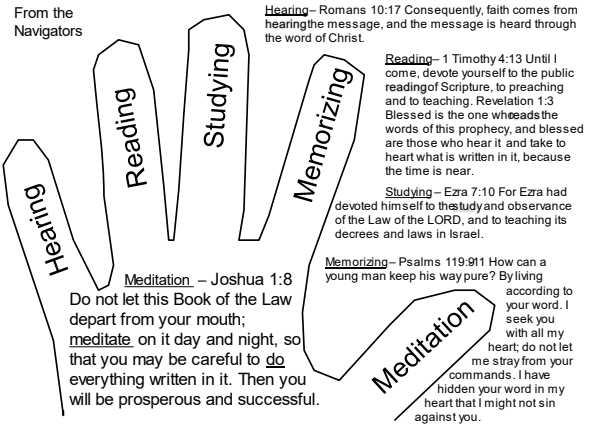 From the
Navigators
Hearing
Reading
Studying
Memorizing
Meditation
Hearing– Romans 10:17 Consequently, faith comes from
hearing the message, and the message is heard through
the word of Christ.
Reading– 1 Timothy 4:13 Until I
come, devote yourself to the public
reading of Scripture, to preaching
and to teaching. Revelation 1:3
Blessed is the one who reads the
words of this prophecy, and blessed
are those who hear it and take to
heart what is written in it, because
the time is near.
Studying – Ezra 7:10 For Ezra had
devoted himself to the study and observance
of the Law of the LORD, and to teaching its
decrees and laws in Israel.
Memorizing – Psalms 119:911 How can a
young man keep his way pure? By living
according to
your word. I
seek you
with all my
heart; do not let
me stray from your
commands. I have
hidden your word in my
heart that I might not sin
against you.
Meditation – Joshua 1:8
Do not let this Book of the Law
depart from your mouth;
meditate on it day and night, so
that you may be careful to do
everything written in it. Then you
will be prosperous and successful.